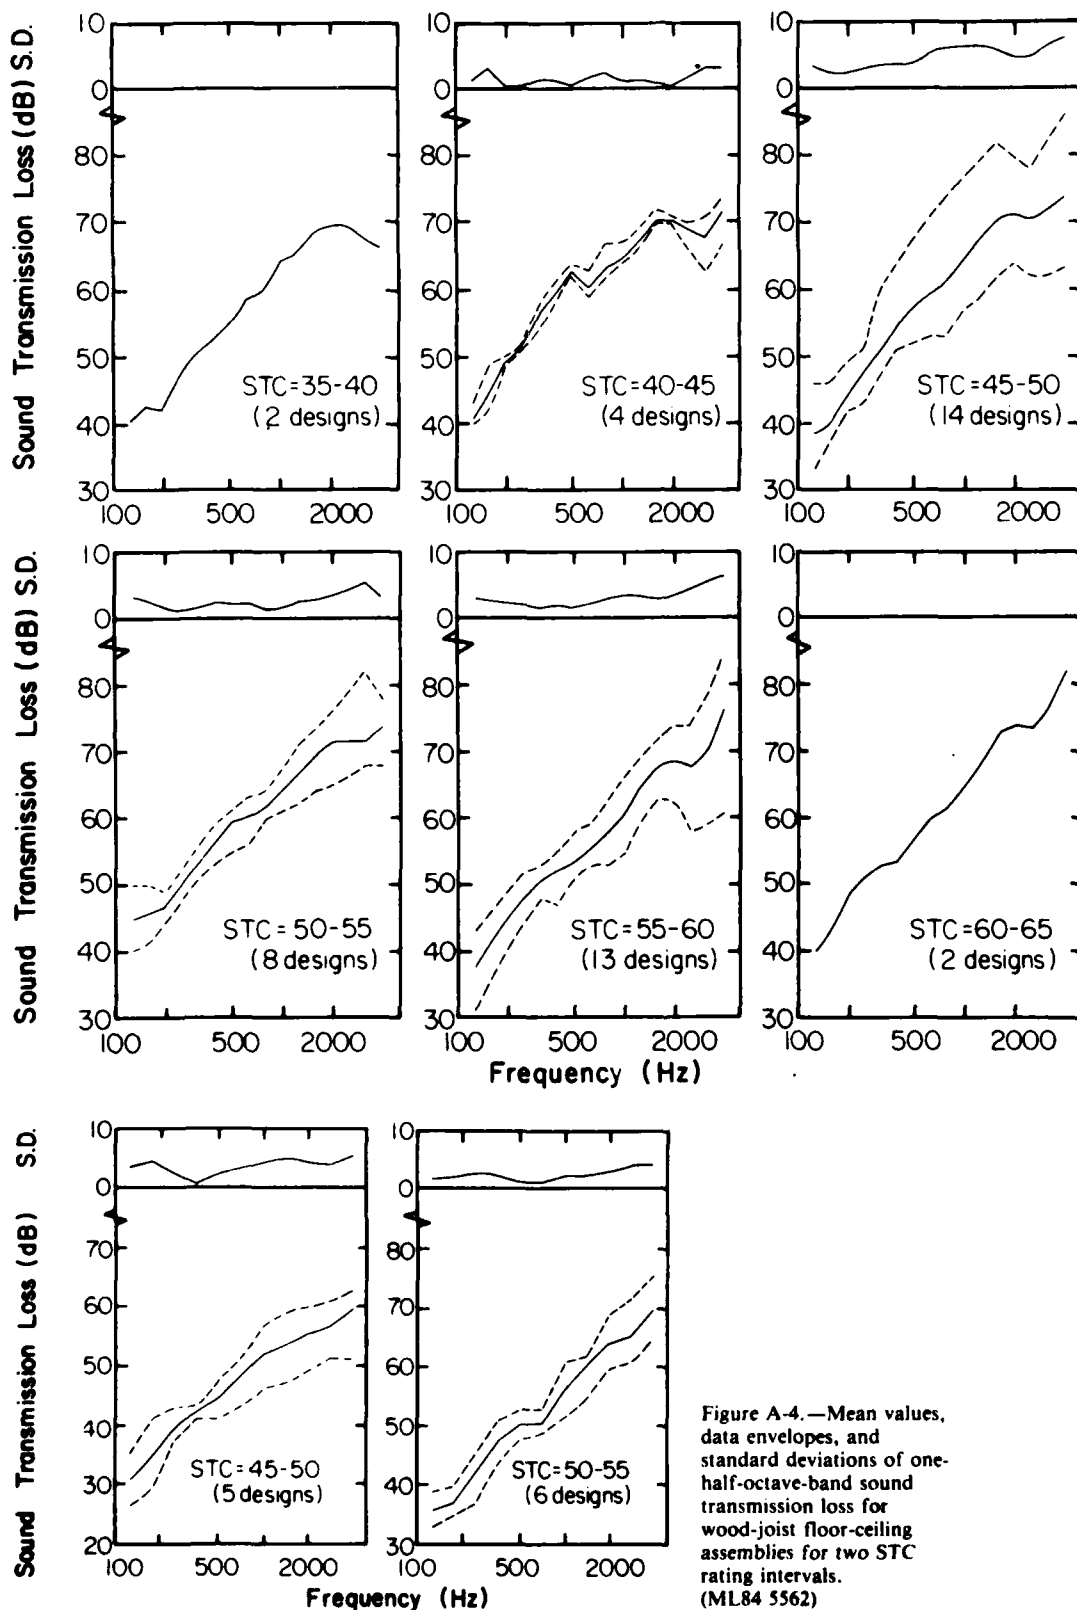 Sound Transmission Loss (dB) S.D.
10
0
80
70
60
50
40
30
100 500 2000
STC=35-40
(2 designs)
10
0
80
70
60
50
40
30
100 500 2000
STC=40-45
(4 designs)
10
0
80
70
60
50
40
30
100 500 2000
STC=45-50
(14 designs)
Sound Transmission Loss (dB) S.D.
10
0
80
70
60
50
40
30
100 500 2000
STC=50-55
(8 designs)
10
0
80
70
60
50
40
30
100 500 2000
STC=55-60
(13 designs)
10
0
80
70
60
50
40
30
100 500 2000
STC=60-65
(2 designs)
Frequency (Hz)
Sound Transmission Loss (dB) S.D.
10
0
70
60
50
40
30
20
100 500 2000
STC=45-50
(5 designs)
10
0
80
70
60
50
40
30
100 500 2000
STC=50-55
(6 designs)
Frequency (Hz)
Figure A-4.—Mean values,
data envelopes, and
standard deviations of one-
half-octave-band sound
transmission loss for
wood-joist floor-ceiling
assemblies for two STC
rating intervals.
(ML84 5562)